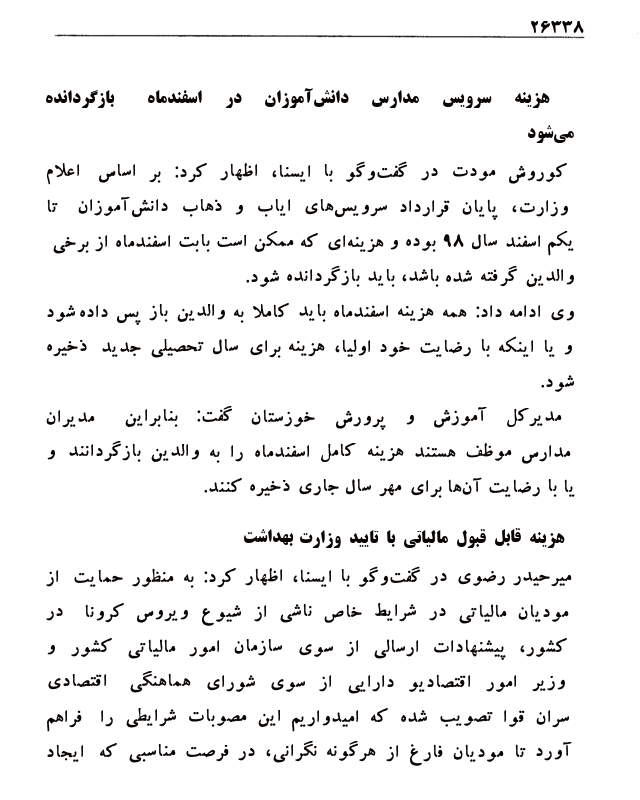 ۲۶۳۳۸
هزینه سرویس مدارس دانش‌آموزان در اسفندماه بازگردانده
می‌شود
کوروش مودت در گفت‌وگو با ایسنا، اظهار کرد: بر اساس اعلام
وزارت، پایان قرارداد سرویس‌های ایاب و ذهاب دانش‌آموزان تا
یکم اسفند سال ۹۸ بوده و هزینه‌ای که ممکن است بابت اسفندماه از برخی
والدین گرفته شده باشد، باید بازگردانده شود.
وی ادامه داد: همه هزینه اسفندماه باید کاملا به والدین باز پس داده شود
و یا اینکه با رضایت خود اولیا، هزینه برای سال تحصیلی جدید ذخیره
شود.
مدیرکل آموزش و پرورش خوزستان گفت: بنابراین مدیران
مدارس موظف هستند هزینه کامل اسفندماه را به والدین بازگردانند و
یا با رضایت آن‌ها برای مهر سال جاری ذخیره کنند.
هزینه قابل قبول مالیاتی با تایید وزارت بهداشت
میرحیدر رضوی در گفت‌وگو با ایسنا، اظهار کرد: به منظور حمایت از
مودیان مالیاتی در شرایط خاص ناشی از شیوع ویروس کرونا در
کشور، پیشنهادات ارسالی از سوی سازمان امور مالیاتی کشور و
وزیر امور اقتصادیو دارایی از سوی شورای هماهنگی اقتصادی
سران قوا تصویب شده که امیدواریم این مصوبات شرایطی را فراهم
آورد تا مودیان فارغ از هرگونه نگرانی، در فرصت مناسبی که ایجاد